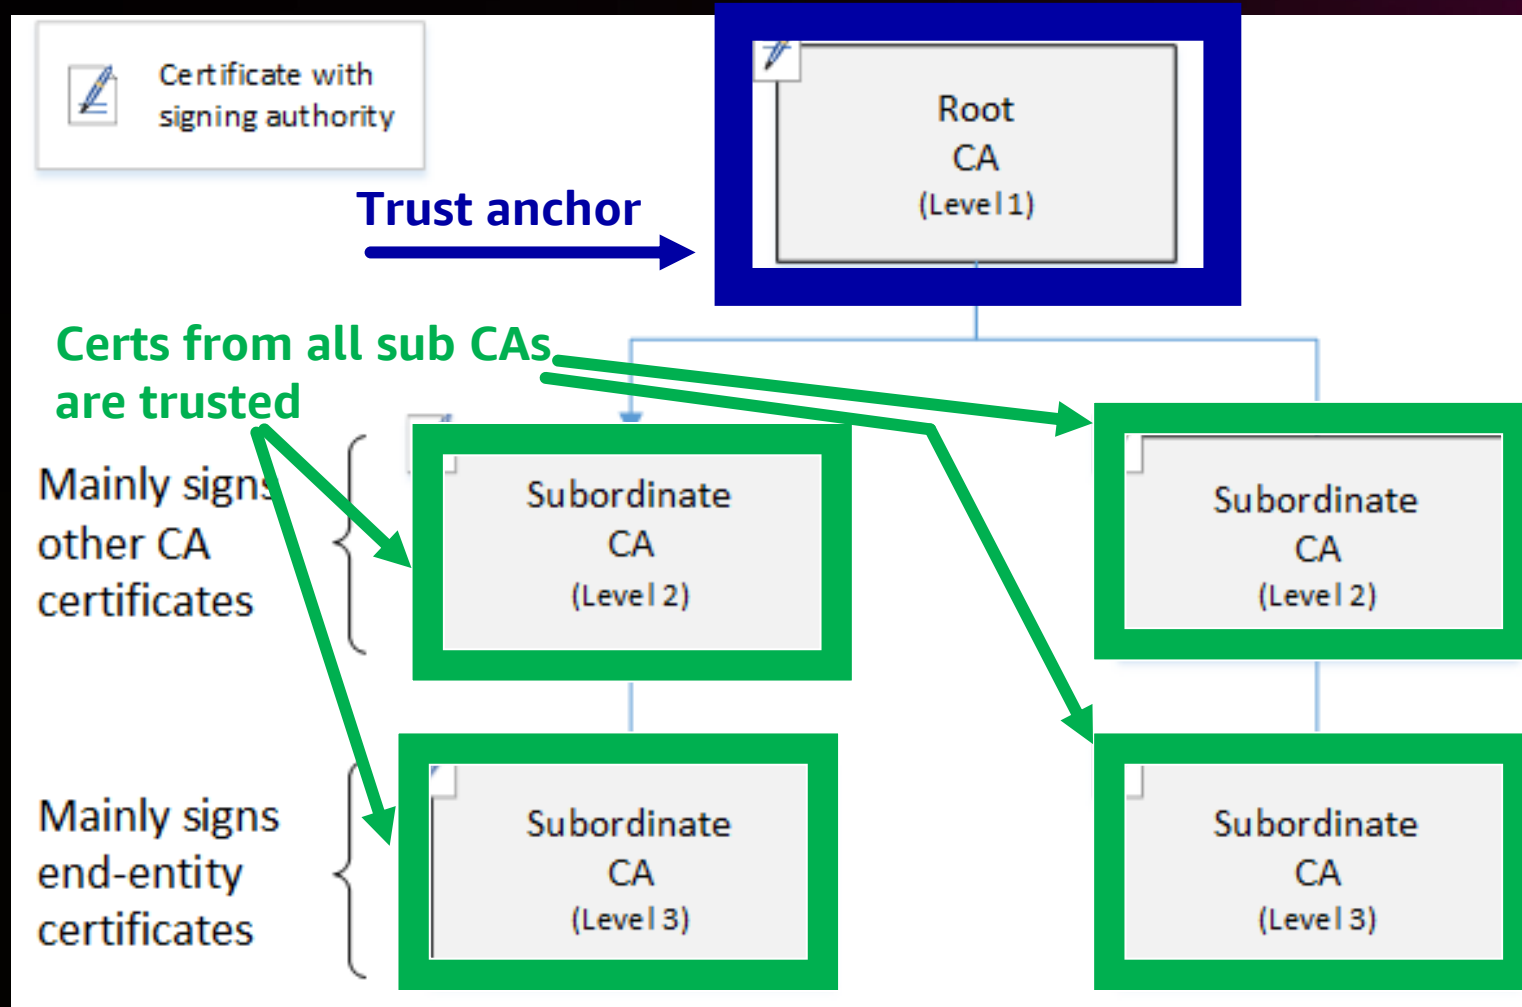 Certificate with
signing authority
Root
CA
(Level 1)
Trust anchor
Certs from all sub CAs
are trusted
Mainly signs
other CA
certificates
Subordinate
CA
(Level 2)
Subordinate
CA
(Level 2)
Mainly signs
end-entity
certificates
Subordinate
CA
(Level 3)
Subordinate
CA
(Level 3)